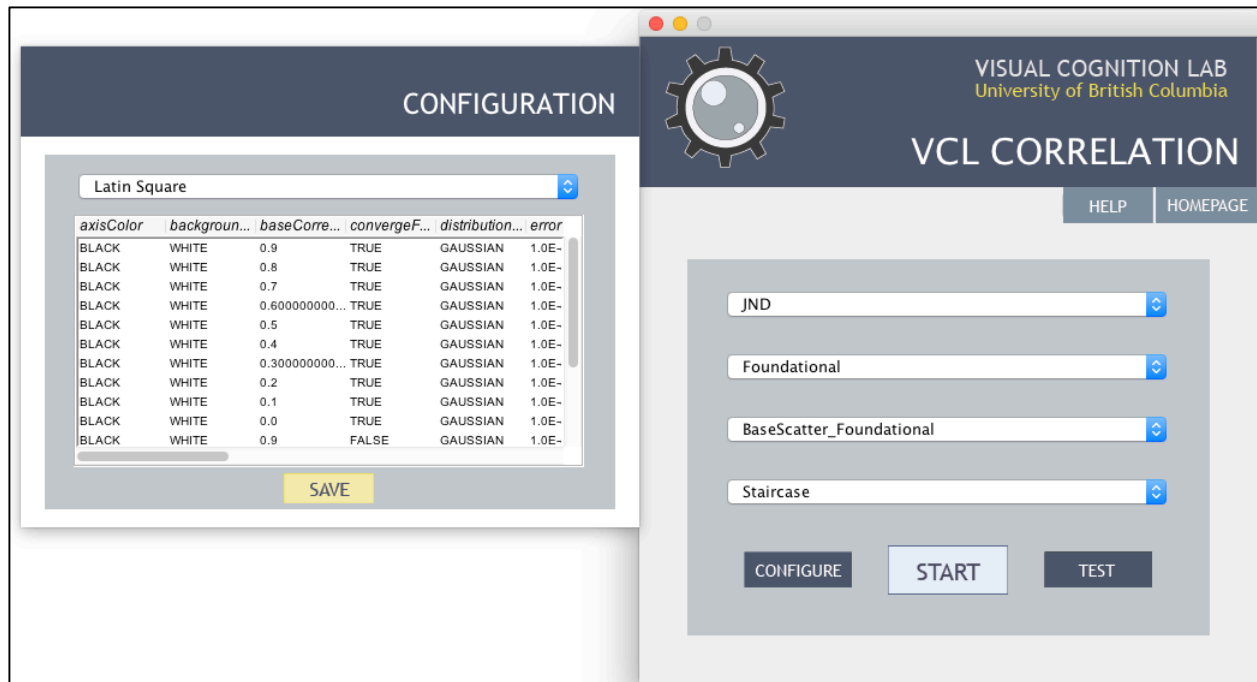 CONFIGURATION
Latin Square
axisColor backgroun... baseCorre... convergeF... distribution... error
BLACK WHITE 0.9 TRUE GAUSSIAN 1.0E-
BLACK WHITE 0.8 TRUE GAUSSIAN 1.0E-
BLACK WHITE 0.7 TRUE GAUSSIAN 1.0E-
BLACK WHITE 0.600000000... TRUE GAUSSIAN 1.0E-
BLACK WHITE 0.5 TRUE GAUSSIAN 1.0E-
BLACK WHITE 0.4 TRUE GAUSSIAN 1.0E-
BLACK WHITE 0.300000000... TRUE GAUSSIAN 1.0E-
BLACK WHITE 0.2 TRUE GAUSSIAN 1.0E-
BLACK WHITE 0.1 TRUE GAUSSIAN 1.0E-
BLACK WHITE 0.0 TRUE GAUSSIAN 1.0E-
BLACK WHITE 0.9 FALSE GAUSSIAN 1.0E-
SAVE
VISUAL COGNITION LAB
University of British Columbia
VCL CORRELATION
HELP HOMEPAGE
JND
Foundational
BaseScatter_Foundational
Staircase
CONFIGURE START TEST